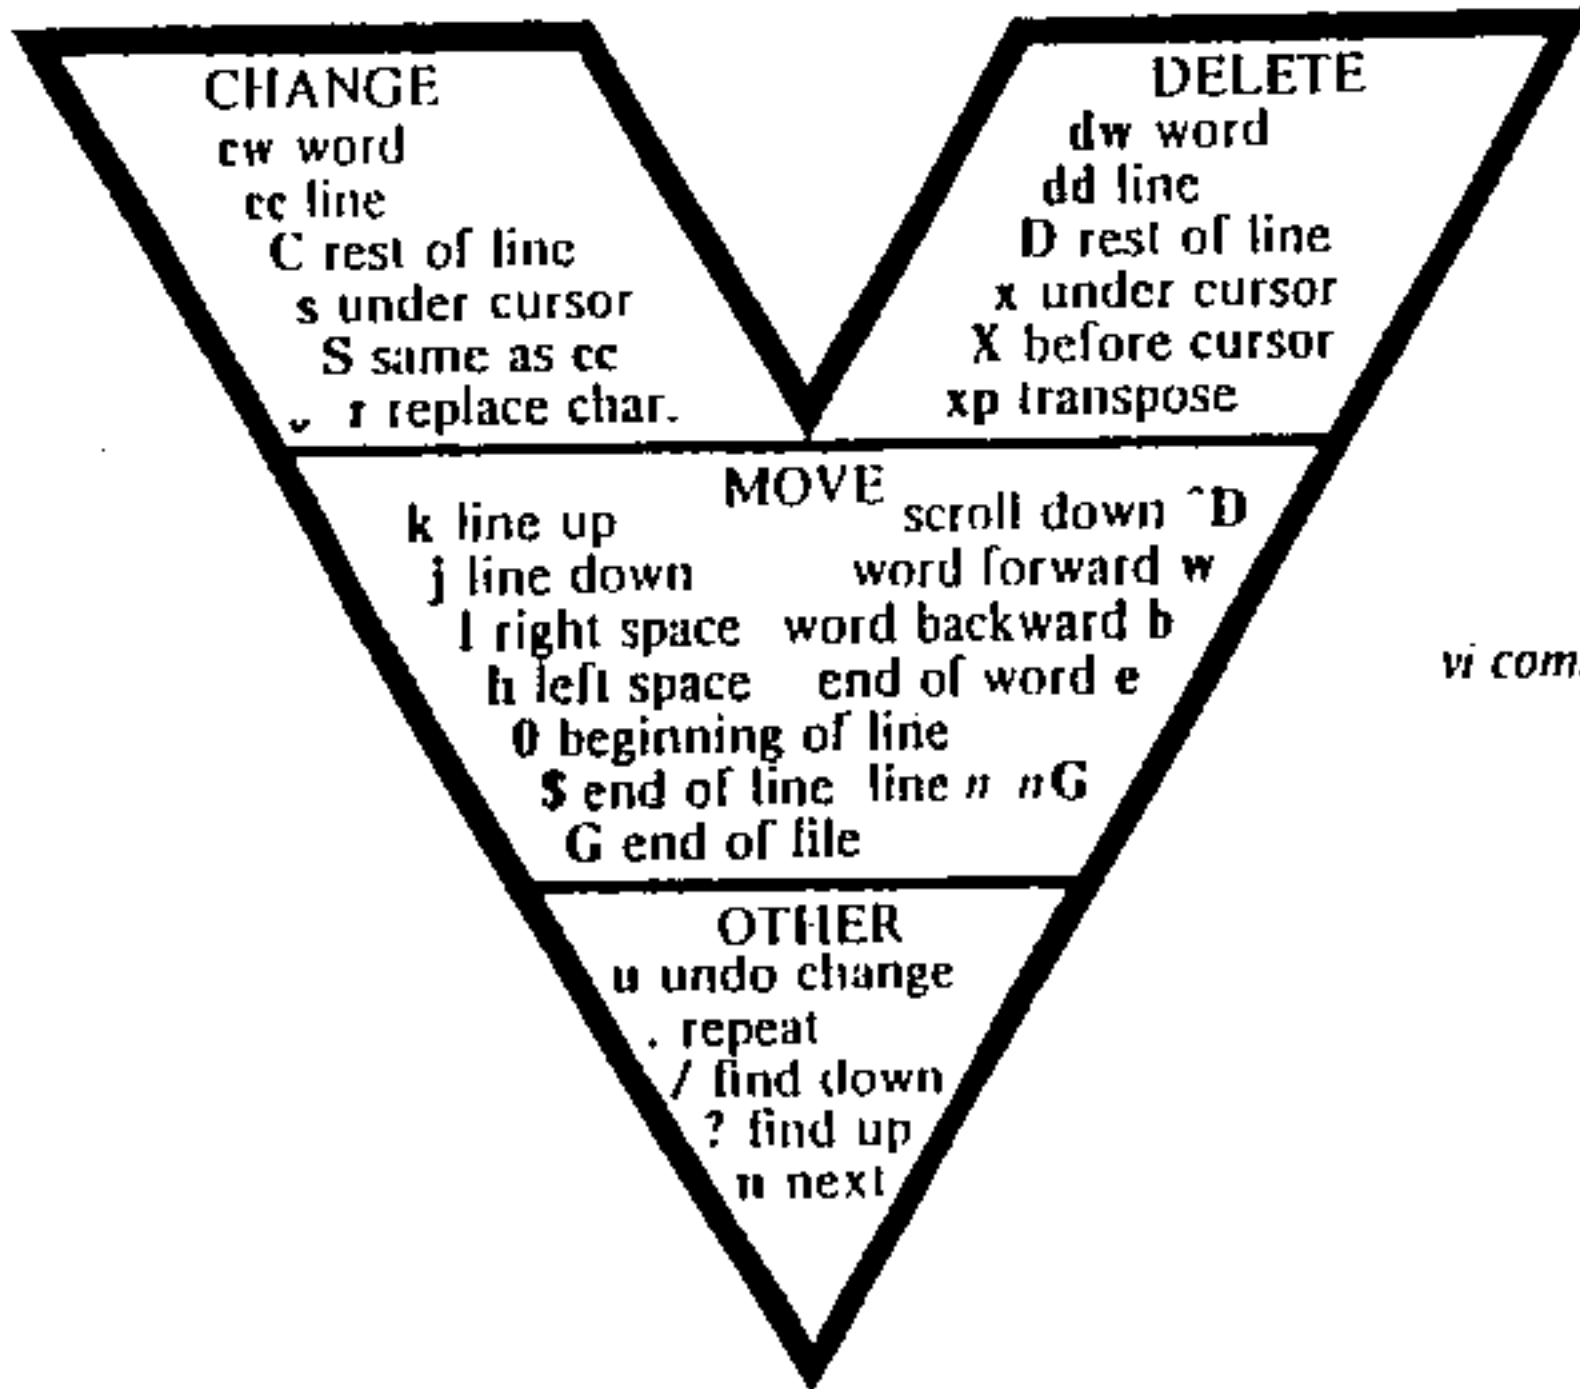 CHANGE
cw word
cc line
C rest of line
s under cursor
S same as cc
r replace char.
DELETE
dw word
dd line
D rest of line
x under cursor
X before cursor
xp transpose
MOVE
k line up scroll down ^D
j line down word forward w
l right space word backward b
h left space end of word e
0 beginning of line
$ end of line line n nG
G end of file
OTHER
u undo change
. repeat
/ find down
? find up
n next
vi com